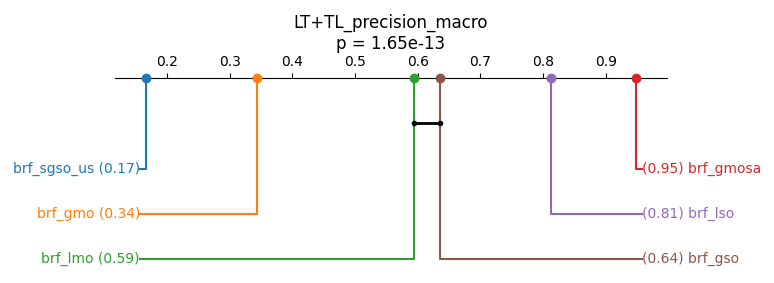 LT+TL_precision_macro
p = 1.65e-13
0.2 0.3 0.4 0.5 0.6 0.7 0.8 0.9
brf_sgso_us (0.17) (0.95) brf_gmosa
brf_gmo (0.34) (0.81) brf_lso
brf_lmo (0.59) (0.64) brf_gso